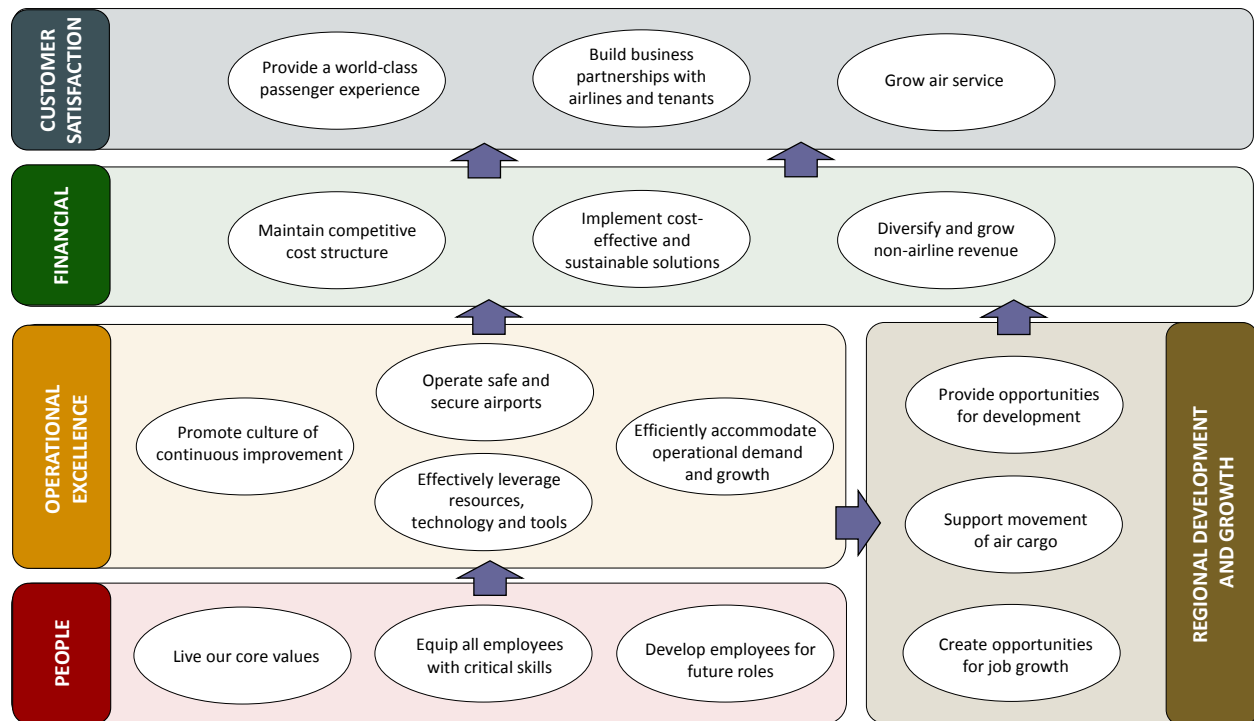 CUSTOMER
SATISFACTION
Provide a world-class
passenger experience
Build business
partnerships with
airlines and tenants
Grow air service
FINANCIAL
Maintain competitive
cost structure
Implement cost-
effective and
sustainable solutions
Diversify and grow
non-airline revenue
OPERATIONAL
EXCELLENCE
Promote culture of
continuous improvement
Operate safe and
secure airports
Effectively leverage
resources,
technology and tools
Efficiently accommodate
operational demand
and growth
PEOPLE
Live our core values
Equip all employees
with critical skills
Develop employees for
future roles
Provide opportunities
for development
Support movement
of air cargo
Create opportunities
for job growth
REGIONAL DEVELOPMENT
AND GROWTH